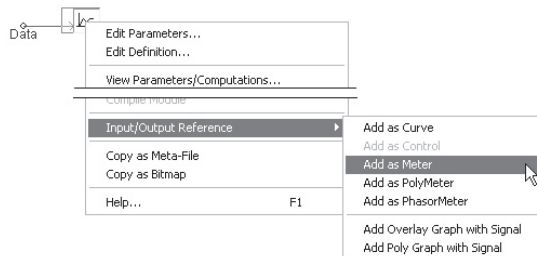 Data
Edit Parameters...
Edit Definition...
View Parameters/Computations...
Compile Module
Input/Output Reference
Copy as Meta-File
Copy as Bitmap
Help... F1
Add as Curve
Add as Control
Add as Meter
Add as PolyMeter
Add as PhasorMeter
Add Overlay Graph with Signal
Add Poly Graph with Signal